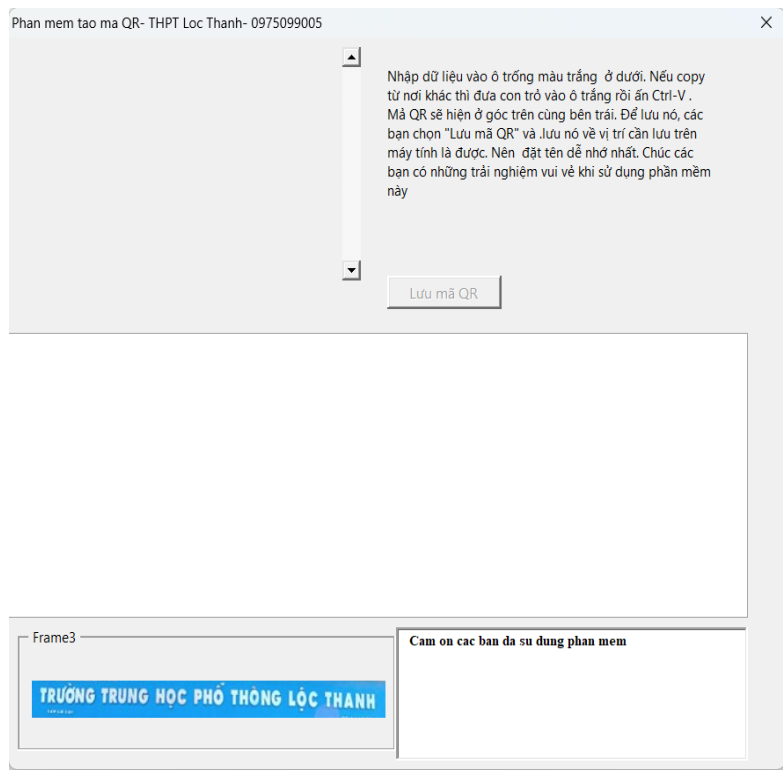 Phan mem tao ma QR- THPT Loc Thanh- 0975099005
Nhập dữ liệu vào ô trống màu trắng ở dưới. Nếu copy
từ nơi khác thì đưa con trỏ vào ô trắng rồi ấn Ctrl-V .
Mả QR sẽ hiện ở góc trên cùng bên trái. Để lưu nó, các
bạn chọn "Lưu mã QR" và .lưu nó về vị trí cần lưu trên
máy tính là được. Nên đặt tên dễ nhớ nhất. Chúc các
bạn có những trải nghiệm vui vẻ khi sử dụng phần mềm
này
Lưu mã QR
Frame3
TRƯỜNG TRUNG HỌC PHỔ THÔNG LỘC THANH
Cam on cac ban da su dung phan mem